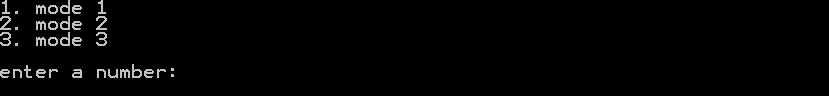 1. mode 1
2. mode 2
3. mode 3
enter a number: